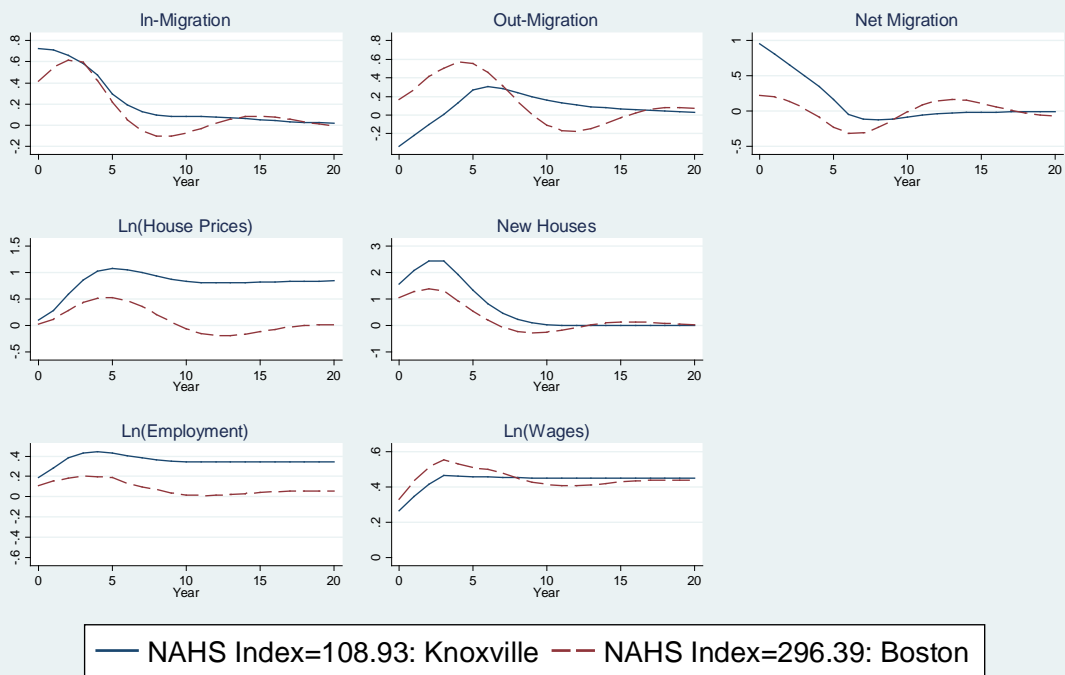 In-Migration
.8
.6
.4
.2
0
-.2
0 5 10 15 20
Year
Out-Migration
.8
.6
.4
.2
0
-.2
0 5 10 15 20
Year
Net Migration
1
.5
0
-.5
0 5 10 15 20
Year
Ln(House Prices)
1.5
1
.5
0
-.5
0 5 10 15 20
Year
New Houses
3
2
1
0
-1
0 5 10 15 20
Year
Ln(Employment)
.4
.2
0
-.2
-.4
-.6
0 5 10 15 20
Year
Ln(Wages)
.6
.4
.2
0
0 5 10 15 20
Year
NAHS Index=108.93: Knoxville
NAHS Index=296.39: Boston